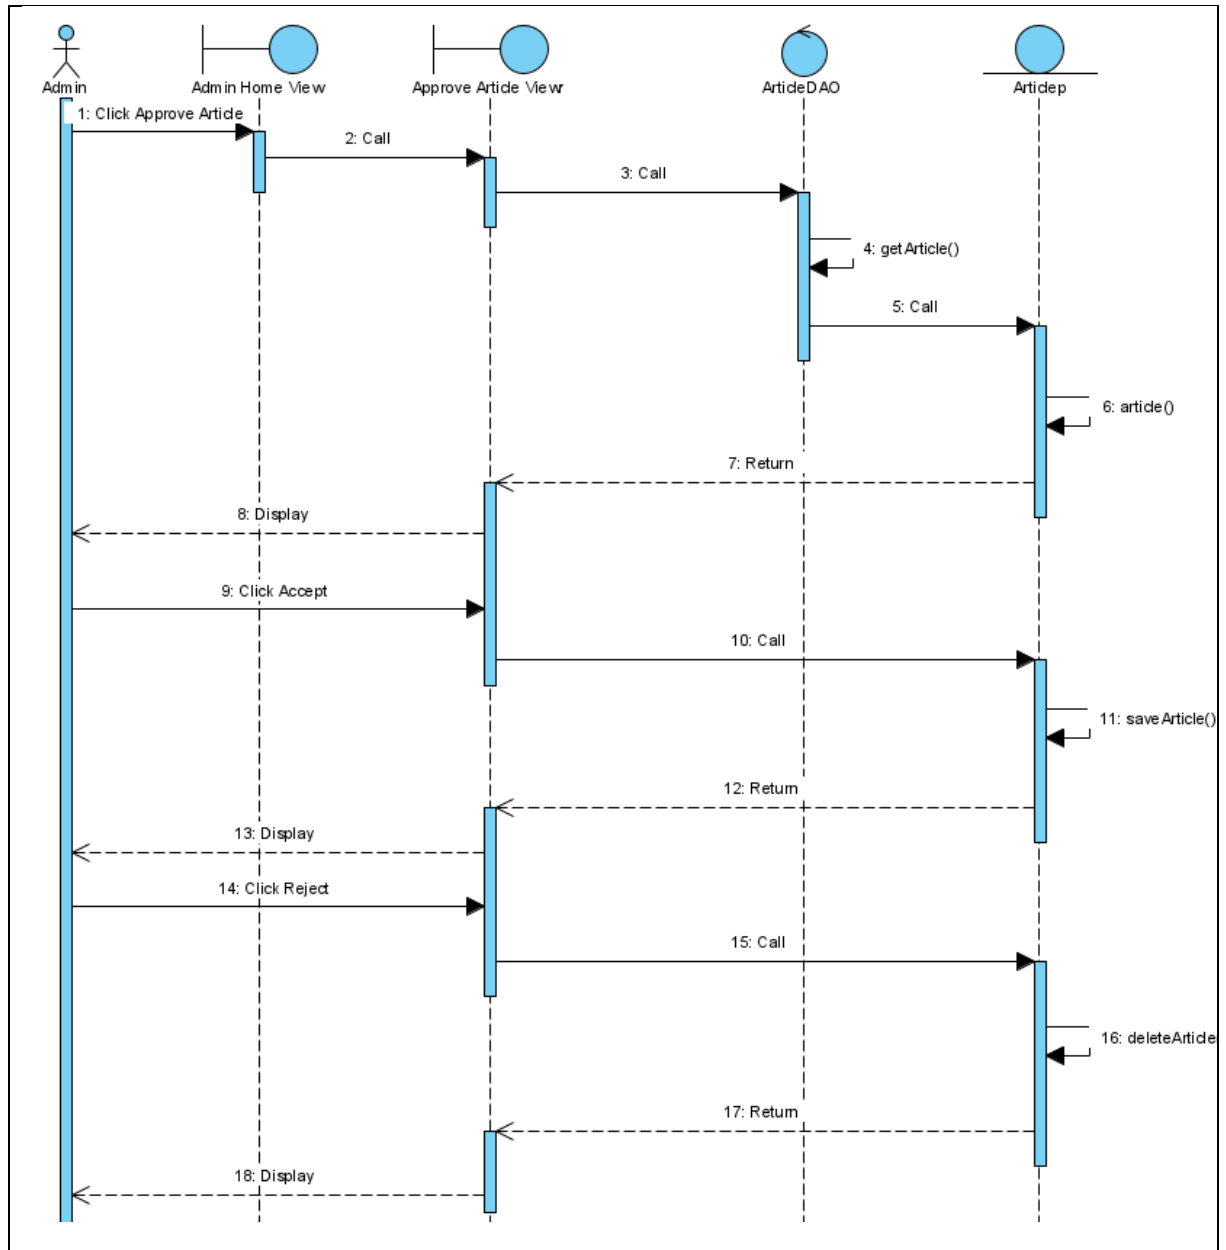 Admin
Admin Home View
Approve Article Viewr
ArticleDAO
Articlep
1: Click Approve Article
2: Call
3: Call
4: getArticle()
5: Call
6: article()
7: Return
8: Display
9: Click Accept
10: Call
11: saveArticle()
12: Return
13: Display
14: Click Reject
15: Call
16: deleteArticle
17: Return
18: Display